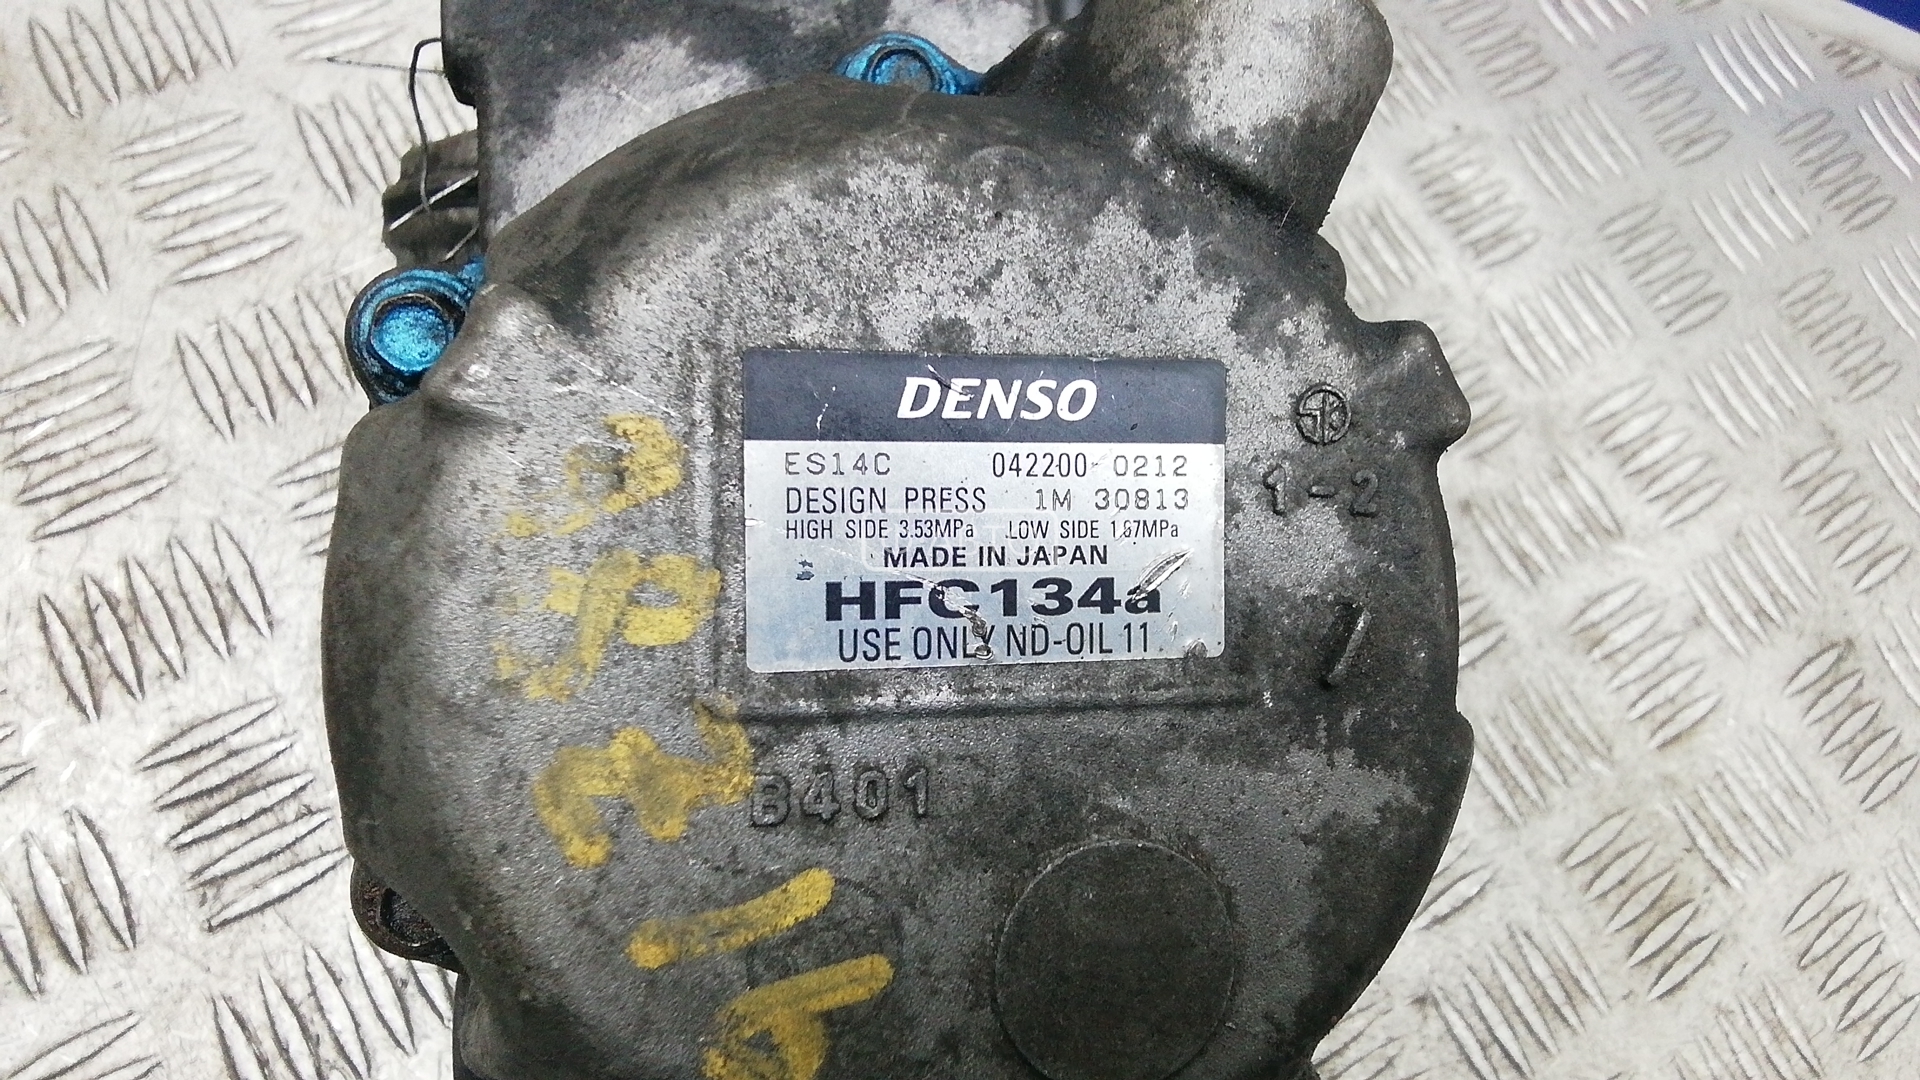 DENSO
ES14C 042200-0212
DESIGN PRESS 1M 30813
HIGH SIDE 3.53MPa LOW SIDE 1.67MPa
MADE IN JAPAN
HFC134a
USE ONLY ND-OIL 11
1-2
B401